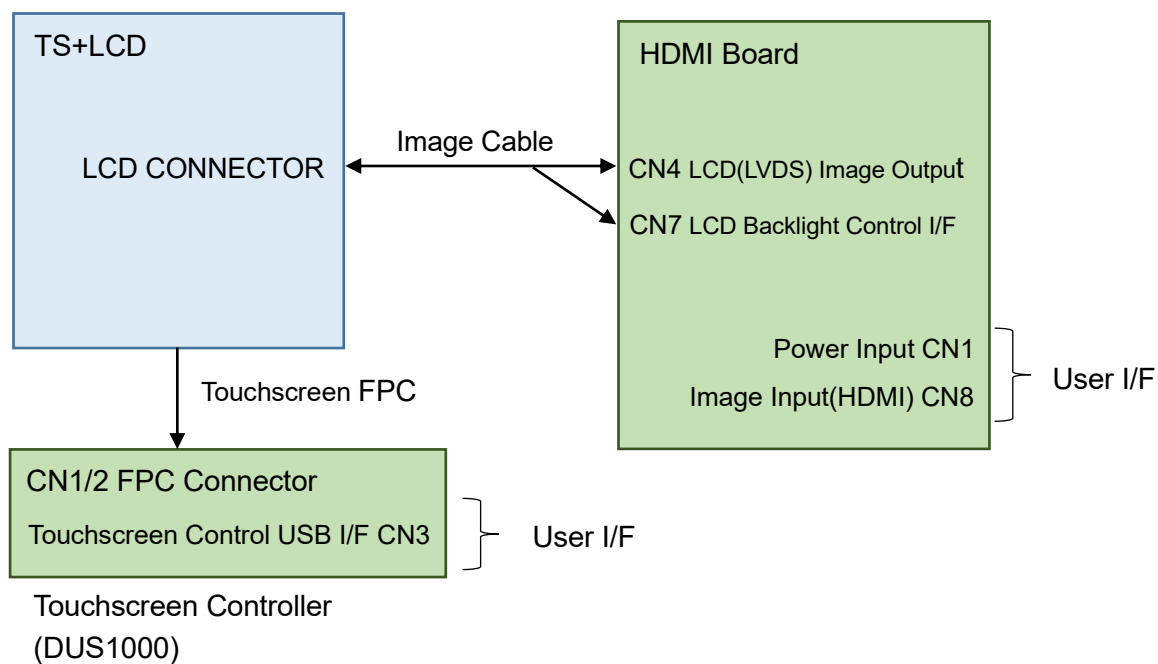 TS+LCD
HDMI Board
Image Cable
LCD CONNECTOR
CN4 LCD(LVDS) Image Output
CN7 LCD Backlight Control I/F
Power Input CN1
Image Input(HDMI) CN8
User I/F
Touchscreen FPC
CN1/2 FPC Connector
Touchscreen Control USB I/F CN3
User I/F
Touchscreen Controller
(DUS1000)